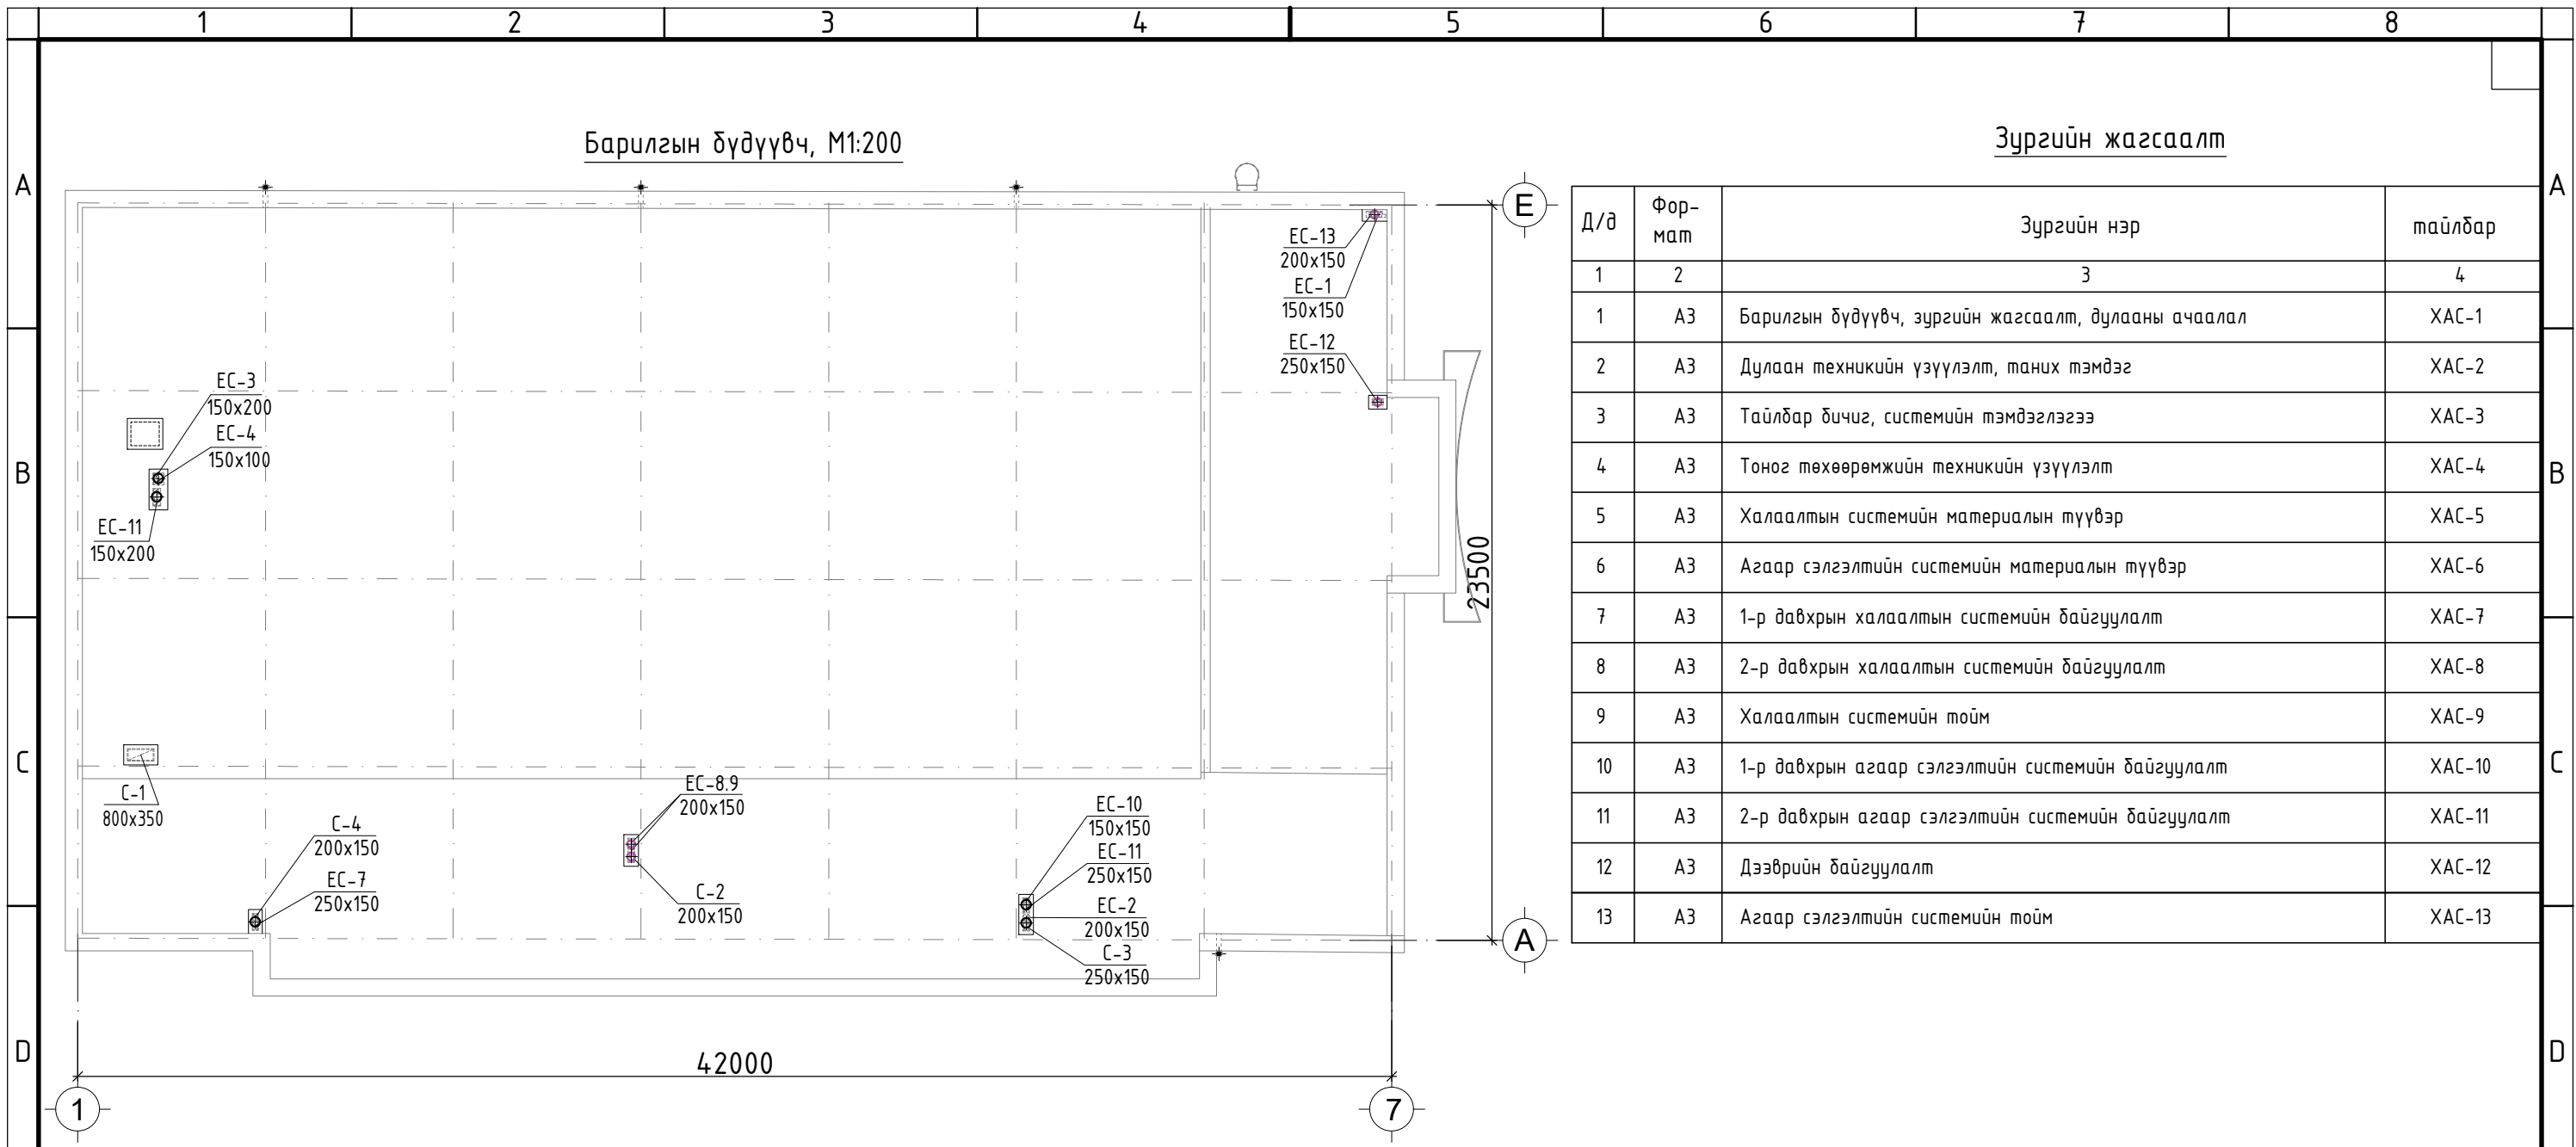 1 2 3 4 5 6 7 8
A A
B B
C C
D D
Барилгын бүдүүвч, М1:200
EC-13
200x150
EC-1
150x150
EC-12
250x150
EC-3
150x200
EC-4
150x100
EC-11
150x200
C-1
800x350
C-4
200x150
EC-7
250x150
EC-8.9
200x150
C-2
200x150
EC-10
150x150
EC-11
250x150
EC-2
200x150
C-3
250x150
E
A
23500
42000
1 7
Зургийн жагсаалт
Д/д Фор- Зургийн нэр тайлбар
мат
1 2 3 4
1 А3 Барилгын бүдүүвч, зургийн жагсаалт, дулааны ачаалал ХАС-1
2 А3 Дулаан техникийн үзүүлэлт, таних тэмдэг ХАС-2
3 А3 Тайлбар бичиг, системийн тэмдэглэгээ ХАС-3
4 А3 Тоног төхөөрөмжийн техникийн үзүүлэлт ХАС-4
5 А3 Халаалтын системийн материалын түүвэр ХАС-5
6 А3 Агаар сэлгэлтийн системийн материалын түүвэр ХАС-6
7 А3 1-р давхрын халаалтын системийн байгуулалт ХАС-7
8 А3 2-р давхрын халаалтын системийн байгуулалт ХАС-8
9 А3 Халаалтын системийн тойм ХАС-9
10 А3 1-р давхрын агаар сэлгэлтийн системийн байгуулалт ХАС-10
11 А3 2-р давхрын агаар сэлгэлтийн системийн байгуулалт ХАС-11
12 А3 Дээврийн байгуулалт ХАС-12
13 А3 Агаар сэлгэлтийн системийн тойм ХАС-13